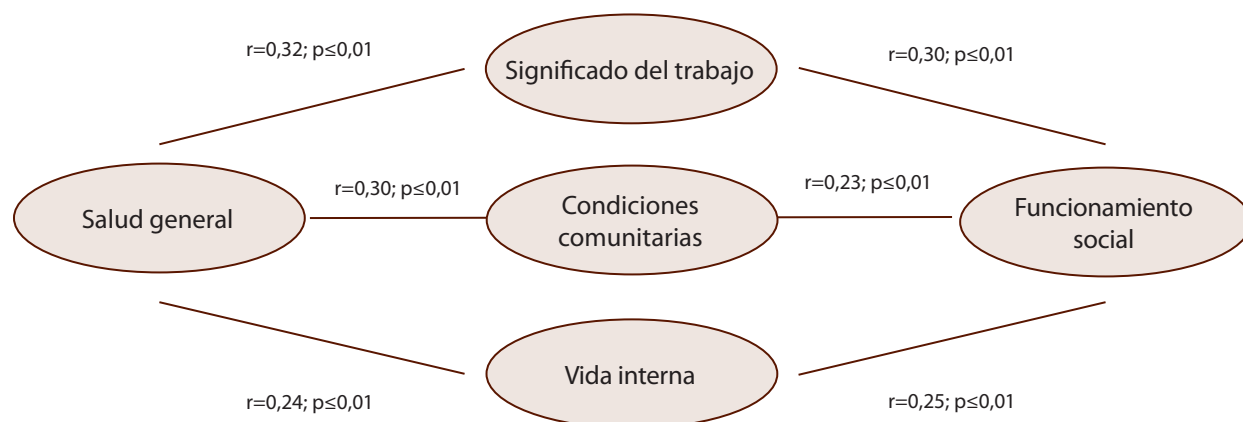 r=0,32; p≤0,01
r=0,30; p≤0,01
Significado del trabajo
r=0,30; p≤0,01
r=0,23; p≤0,01
Salud general
Condiciones
comunitarias
Funcionamiento
social
Vida interna
r=0,24; p≤0,01
r=0,25; p≤0,01